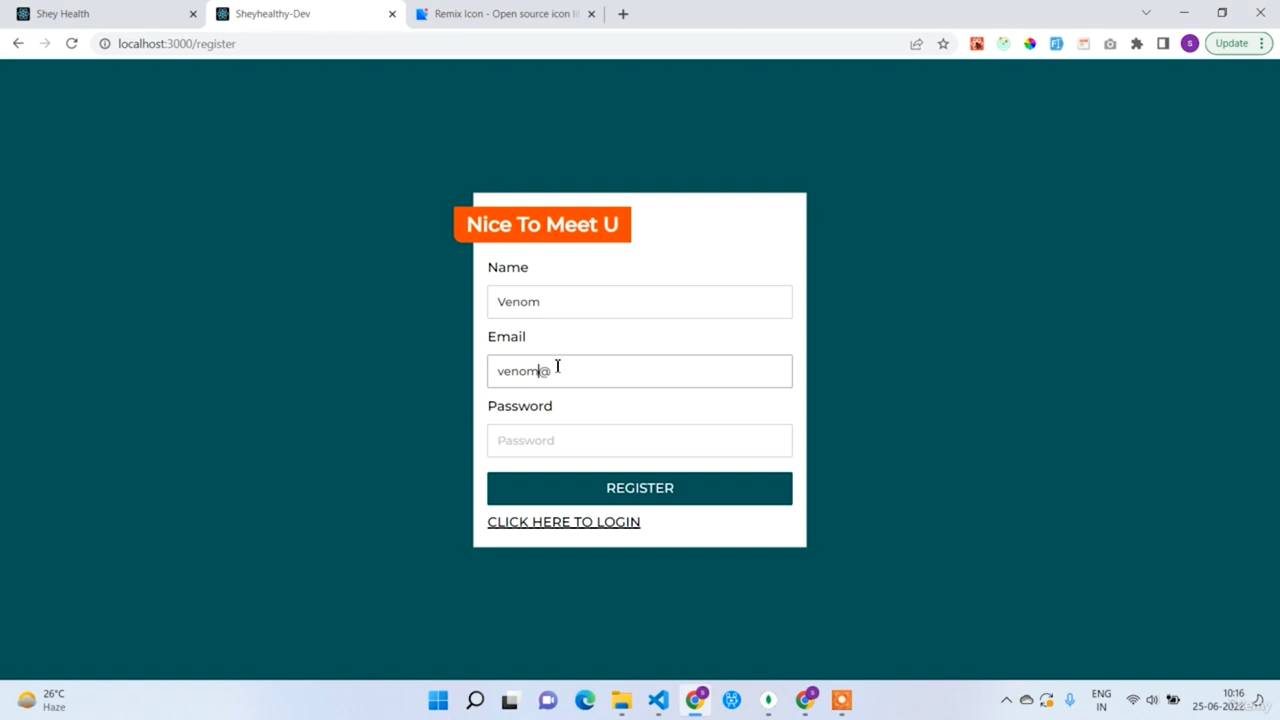 Shey Health
Sheyhealthy-Dev
Remix Icon - Open source icon li
localhost:3000/register
S
Update
Nice To Meet U
Name
Venom
Email
venom@
Password
Password
REGISTER
CLICK HERE TO LOGIN
26°C
Haze
ENG
IN
10:16
25-06-2022